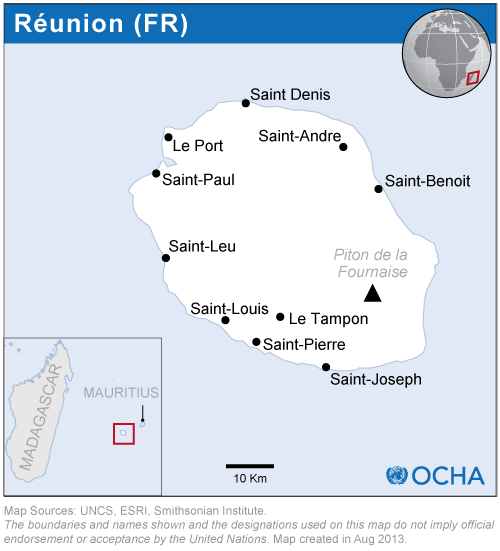 Réunion (FR)
Saint Denis
Saint-Andre
Le Port
Saint-Paul
Saint-Benoit
Saint-Leu
Piton de la
Fournaise
Saint-Louis
Le Tampon
Saint-Pierre
Saint-Joseph
MADAGASCAR
MAURITIUS
10 Km
OCHA
Map Sources: UNCS, ESRI, Smithsonian Institute.
The boundaries and names shown and the designations used on this map do not imply official
endorsement or acceptance by the United Nations. Map created in Aug 2013.